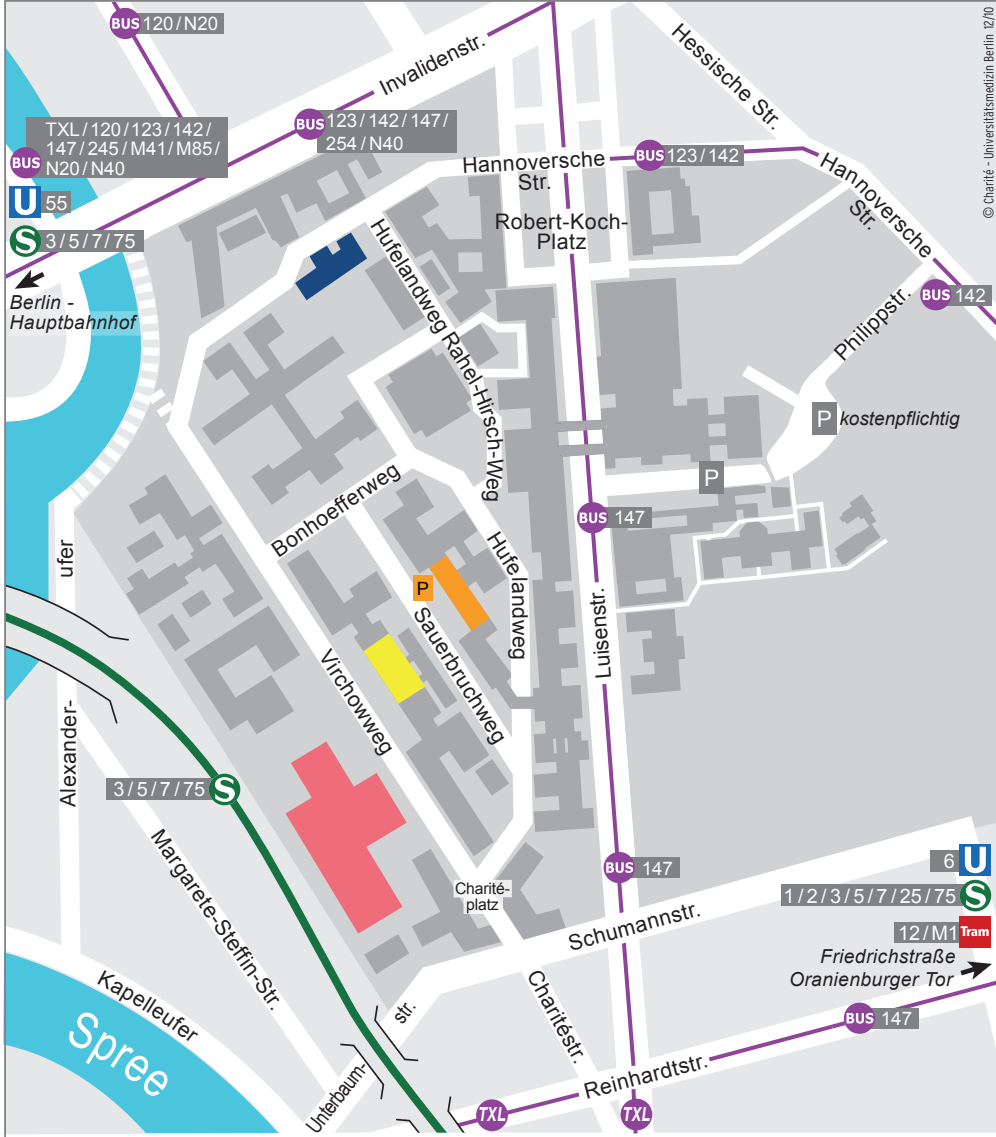 BUS 120 / N20
Invalidenstr.
Hessische Str.
© Charité - Universitätsmedizin Berlin 12/10
BUS TXL / 120 / 123 / 142 /
147 / 245 / M41 / M85 /
N20 / N40
BUS 123 / 142 / 147 /
254 / N40
Hannoversche
Str.
BUS 123 / 142
Hannoversche
Str.
U 55
S 3 / 5 / 7 / 75
Berlin -
Hauptbahnhof
Robert-Koch-
Platz
Hufelandweg
Rahel-Hirsch-Weg
BUS 142
Philippstr.
P kostenpflichtig
P
Bonhoefferweg
BUS 147
ufer
Hufelandweg
P
Sauerbruchweg
Luisenstr.
Virchowweg
Alexander-
3 / 5 / 7 / 75 S
Margarete-Steffin-Str.
BUS 147
6 U
1 / 2 / 3 / 5 / 7 / 25 / 75 S
12 / M1 Tram
Friedrichstraße
Oranienburger Tor
Charité-
platz
Schumannstr.
Kapelleufer
Spree
str.
Unterbaum-
Charitéstr.
BUS 147
Reinhardtstr.
TXL
TXL